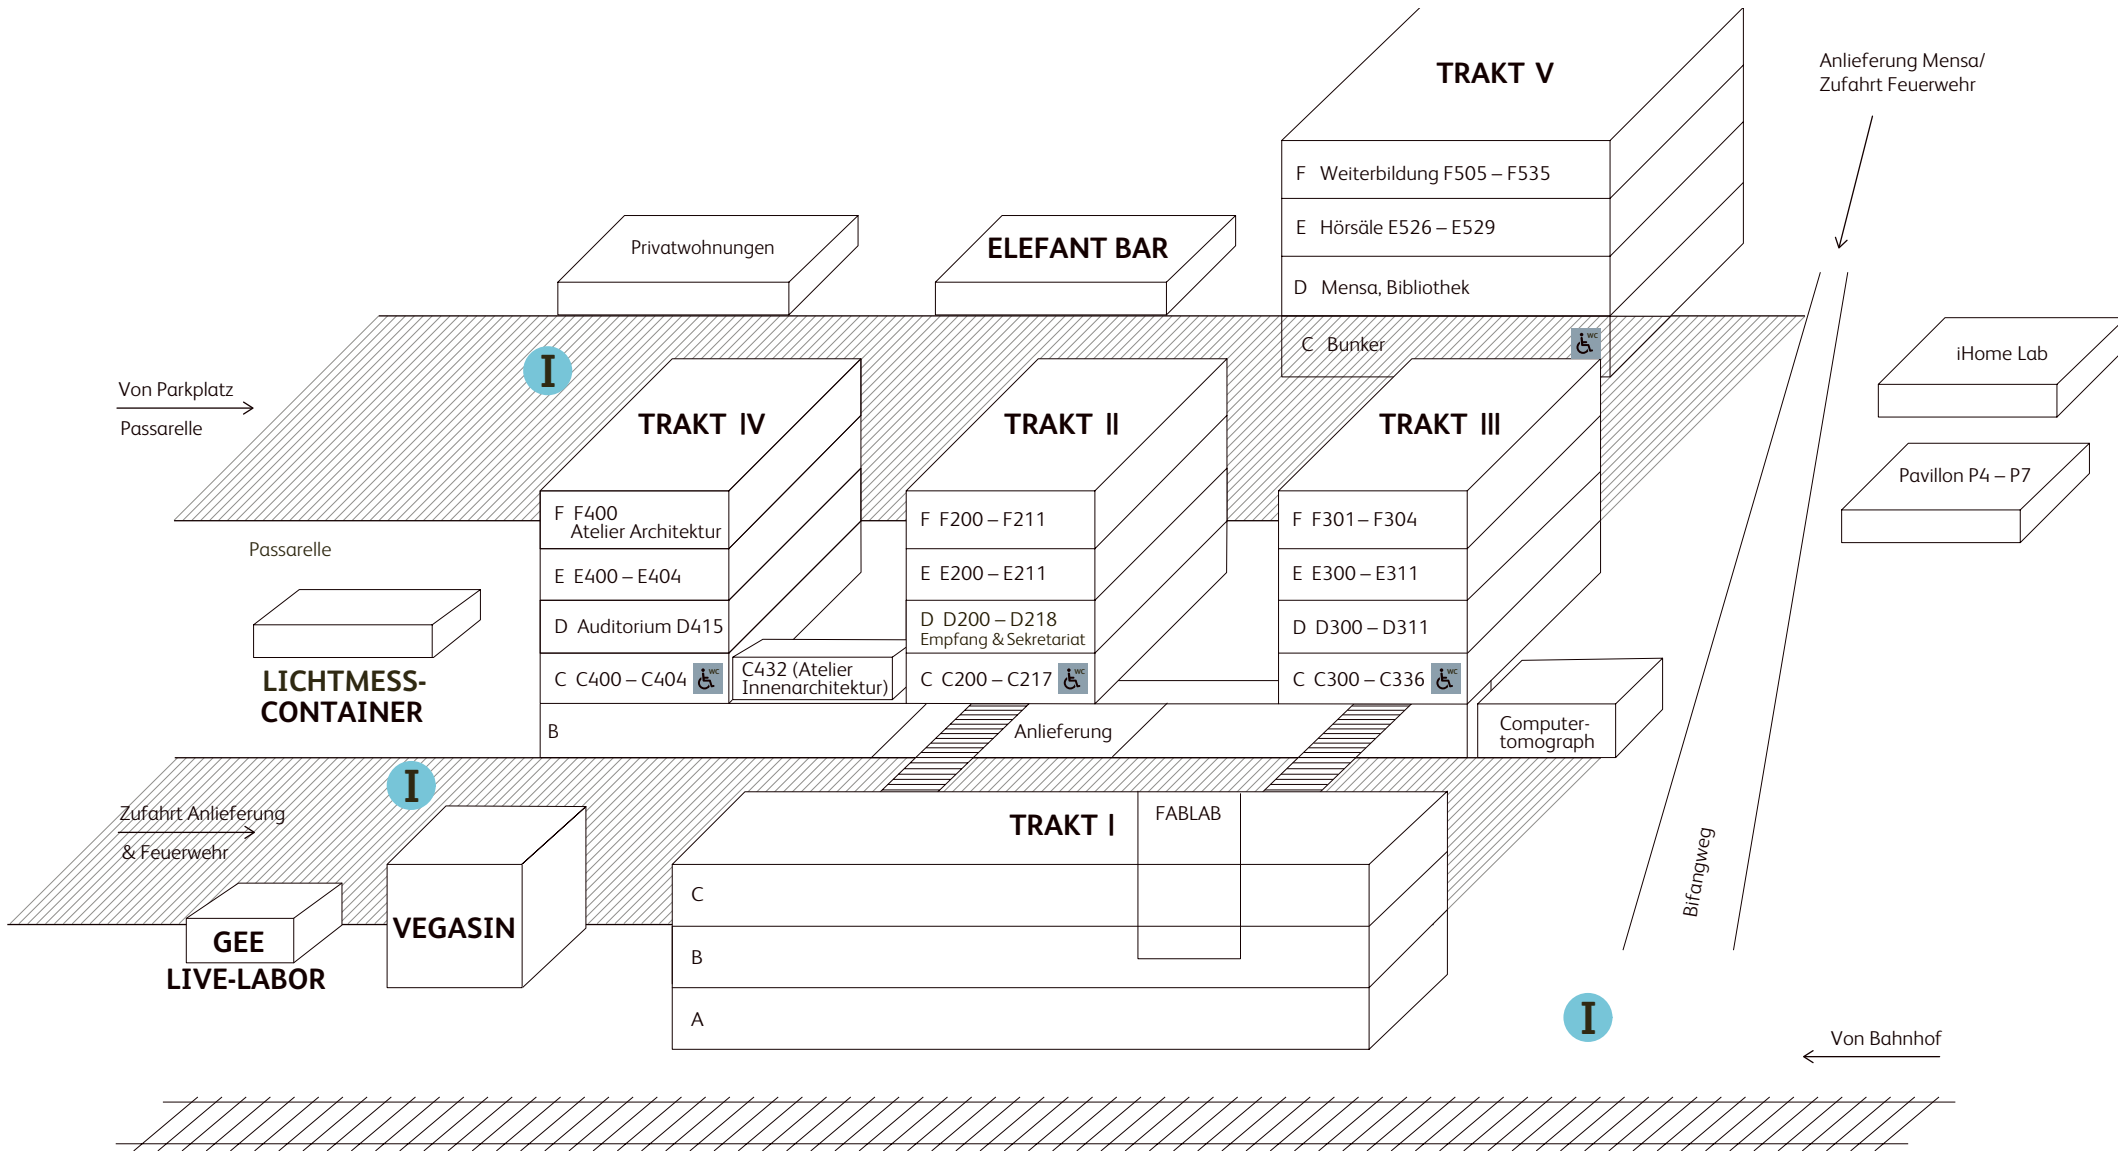 TRAKT V
Anlieferung Mensa/
Zufahrt Feuerwehr
F Weiterbildung F505 – F535
E Hörsäle E526 – E529
D Mensa, Bibliothek
C Bunker
WC
Privatwohnungen
ELEFANT BAR
iHome Lab
Pavillon P4 – P7
I
Von Parkplatz
Passarelle
TRAKT IV
F F400
Atelier Architektur
E E400 – E404
D Auditorium D415
C C400 – C404
WC
C432 (Atelier
Innenarchitektur)
B
TRAKT II
F F200 – F211
E E200 – E211
D D200 – D218
Empfang & Sekretariat
C C200 – C217
WC
TRAKT III
F F301 – F304
E E300 – E311
D D300 – D311
C C300 – C336
WC
Passarelle
LICHTMESS-
CONTAINER
Anlieferung
Computer-
tomograph
I
Zufahrt Anlieferung
& Feuerwehr
GEE
LIVE-LABOR
VEGASIN
TRAKT I
FABLAB
C
B
A
Bifangweg
I
Von Bahnhof